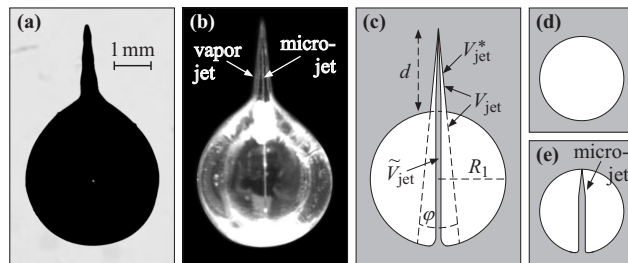 (a)
1 mm
(b)
vapor
jet
micro-
jet
(c)
d
V*jet
Vjet
Ṽjet
R1
φ
(d)
(e)
micro-
jet